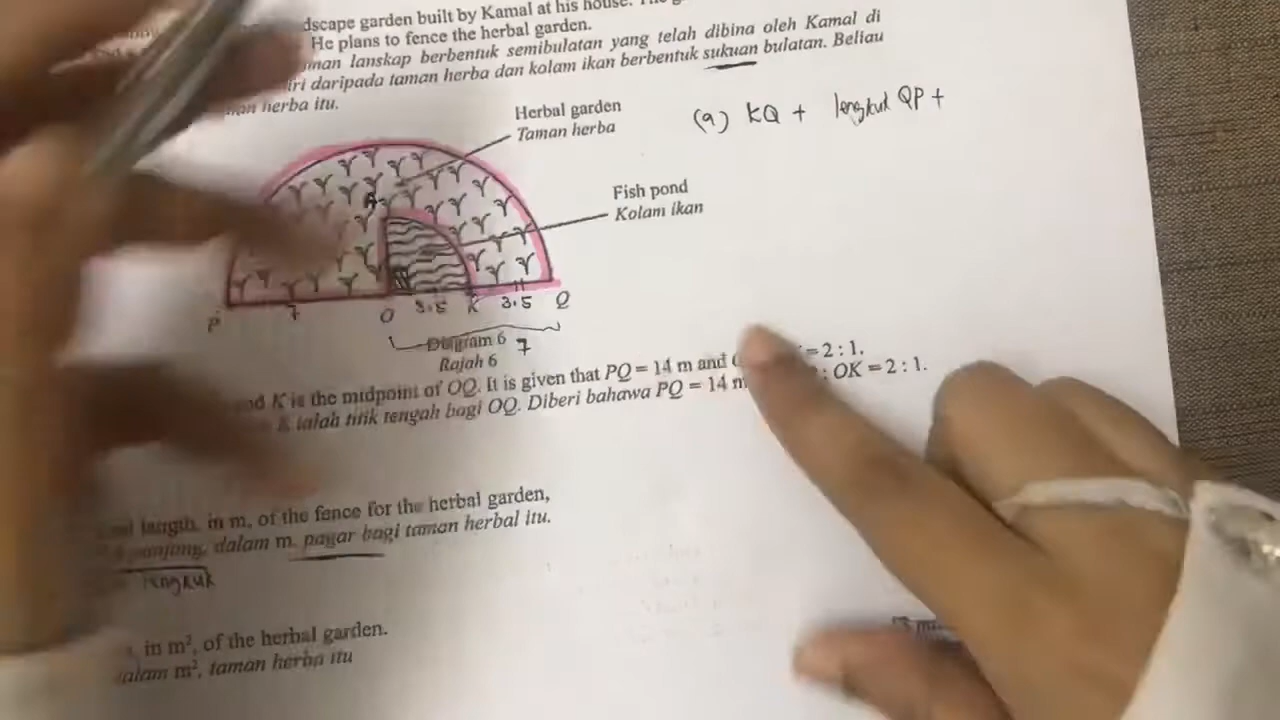 dscape garden built by Kamal at his house.
He plans to fence the herbal garden.
man lanskap berbentuk semibulatan yang telah dibina oleh Kamal di
iri daripada taman herba dan kolam ikan berbentuk sukuan bulatan. Beliau
herba itu.
(a) KQ + lengkuk QP +
Herbal garden
Taman herba
Fish pond
Kolam ikan
A
P 7 O 3.5 K 3.5 Q
Diagram 6 7
Rajah 6
nd K is the midpoint of OQ. It is given that PQ = 14 m and = 2 : 1.
K ialah titik tengah bagi OQ. Diberi bahawa PQ = 14 m : OK = 2 : 1.
length, in m, of the fence for the herbal garden,
panjang, dalam m, pagar bagi taman herbal itu.
lengkuk
, in m², of the herbal garden.
dalam m², taman herba itu